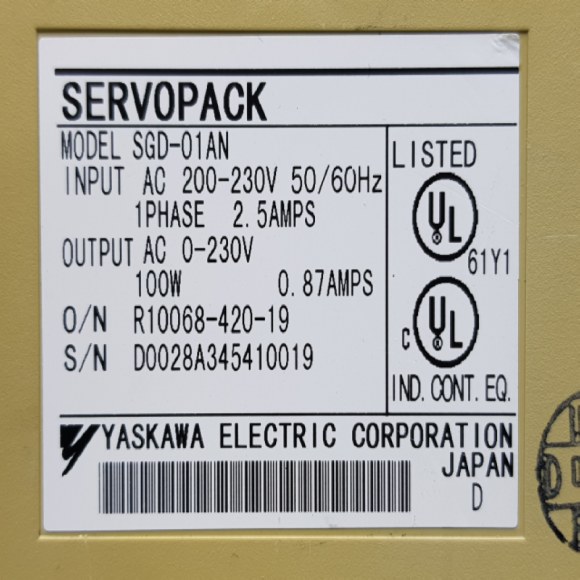 SERVOPACK
MODEL SGD-01AN
INPUT AC 200-230V 50/60Hz
1PHASE 2.5AMPS
OUTPUT AC 0-230V
100W 0.87AMPS
O/N R10068-420-19
S/N D0028A345410019
LISTED
UL
61Y1
C UL
IND. CONT. EQ.
YASKAWA ELECTRIC CORPORATION
JAPAN
D